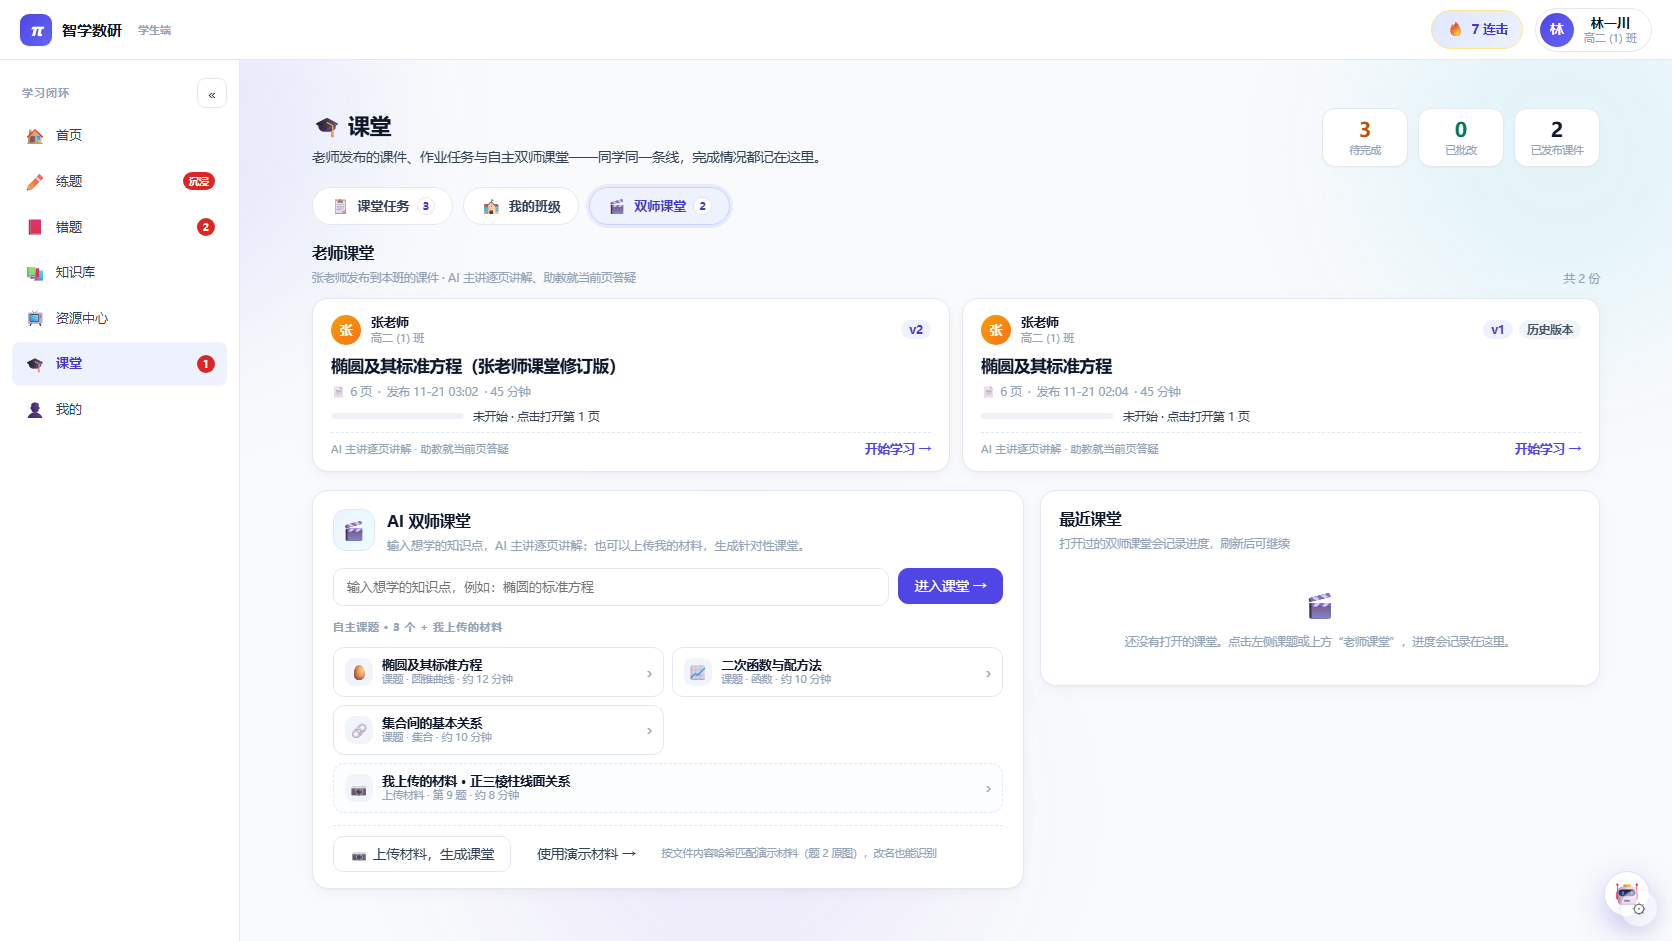 π 智学数研 学生端
7 连击
林 林一川
高二 (1) 班
学习闭环 «
首页
练题 沉浸
错题 2
知识库
资源中心
课堂 1
我的
课堂
老师发布的课件、作业任务与自主双师课堂——同学同一条线，完成情况都记在这里。
3 待完成
0 已批改
2 已发布课件
课堂任务 3
我的班级
双师课堂 2
老师课堂
张老师发布到本班的课件 · AI 主讲逐页讲解、助教就当前页答疑
共 2 份
张 张老师
高二 (1) 班
v2
椭圆及其标准方程（张老师课堂修订版）
6 页 · 发布 11-21 03:02 · 45 分钟
未开始 · 点击打开第 1 页
AI 主讲逐页讲解 · 助教就当前页答疑
开始学习 →
张 张老师
高二 (1) 班
v1 历史版本
椭圆及其标准方程
6 页 · 发布 11-21 02:04 · 45 分钟
未开始 · 点击打开第 1 页
AI 主讲逐页讲解 · 助教就当前页答疑
开始学习 →
AI 双师课堂
输入想学的知识点，AI 主讲逐页讲解；也可以上传我的材料，生成针对性课堂。
输入想学的知识点，例如：椭圆的标准方程
进入课堂 →
自主课题 • 3 个 + 我上传的材料
椭圆及其标准方程
课题 · 圆锥曲线 · 约 12 分钟
›
二次函数与配方法
课题 · 函数 · 约 10 分钟
›
集合间的基本关系
课题 · 集合 · 约 10 分钟
›
我上传的材料 • 正三棱柱线面关系
上传材料 · 第 9 题 · 约 8 分钟
›
上传材料，生成课堂
使用演示材料 →
按文件内容哈希匹配演示材料（题 2 原图），改名也能识别
最近课堂
打开过的双师课堂会记录进度，刷新后可继续
还没有打开的课堂。点击左侧课题或上方“老师课堂”，进度会记录在这里。